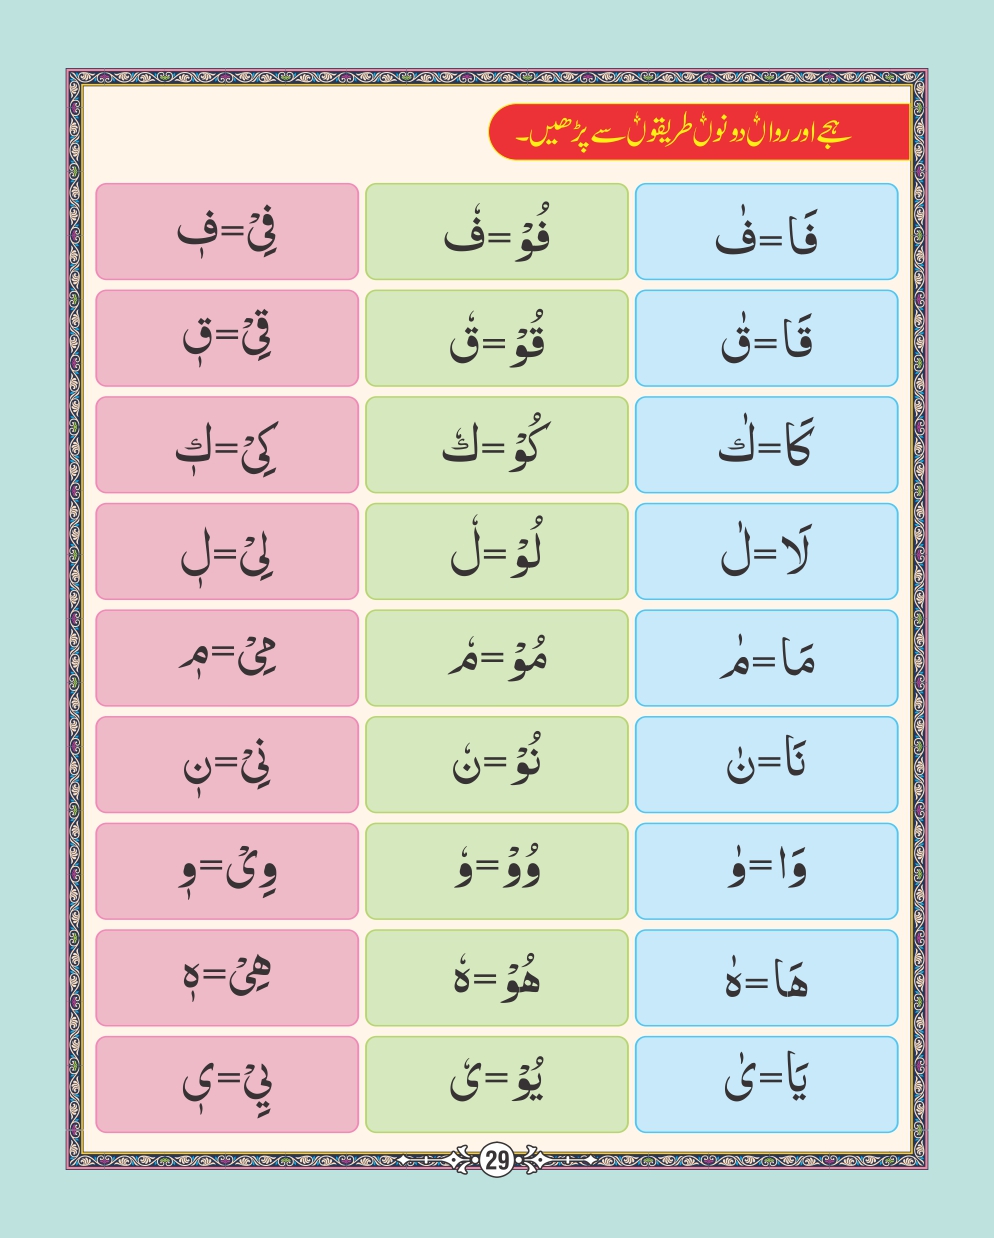 ہجے اور رواں دونوں طریقوں سے پڑھیں۔
فَا=فٰ فُوْ=فٗ فِیْ=فٖ
قَا=قٰ قُوْ=قٗ قِیْ=قٖ
كَا=كٰ كُوْ=كٗ كِیْ=كٖ
لَا=لٰ لُوْ=لٗ لِیْ=لٖ
مَا=مٰ مُوْ=مٗ مِیْ=مٖ
نَا=نٰ نُوْ=نٗ نِیْ=نٖ
وَا=وٰ وُوْ=وٗ وِیْ=وٖ
هَا=هٰ هُوْ=هٗ هِیْ=هٖ
یَا=یٰ یُوْ=یٗ یِیْ=یٖ
29